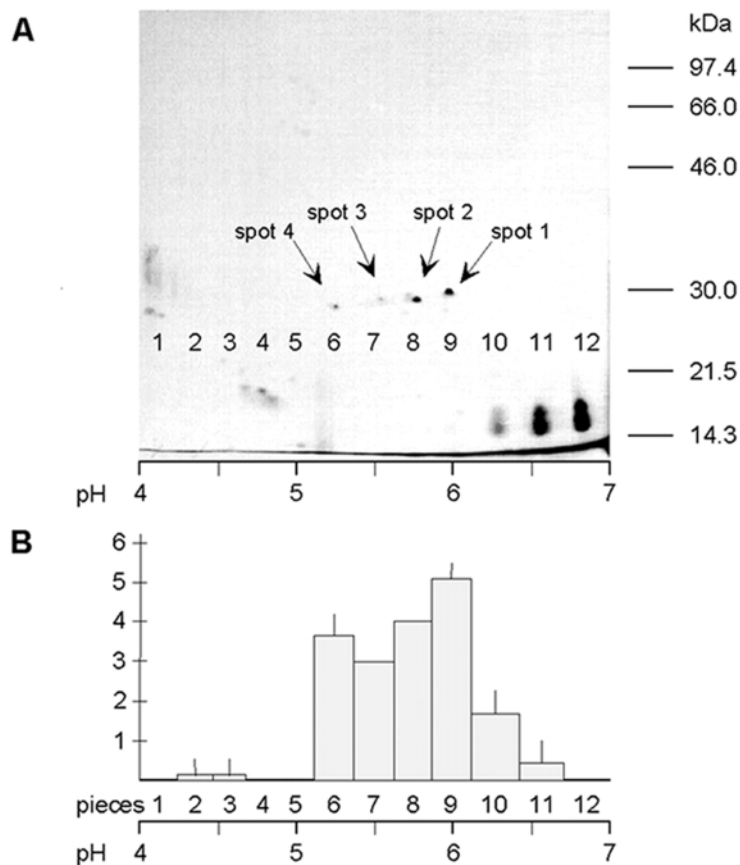 A
kDa
97.4
66.0
46.0
spot 4 spot 3 spot 2 spot 1
30.0
1 2 3 4 5 6 7 8 9 10 11 12
21.5
14.3
pH 4 5 6 7
B
6
5
4
3
2
1
pieces 1 2 3 4 5 6 7 8 9 10 11 12
pH 4 5 6 7